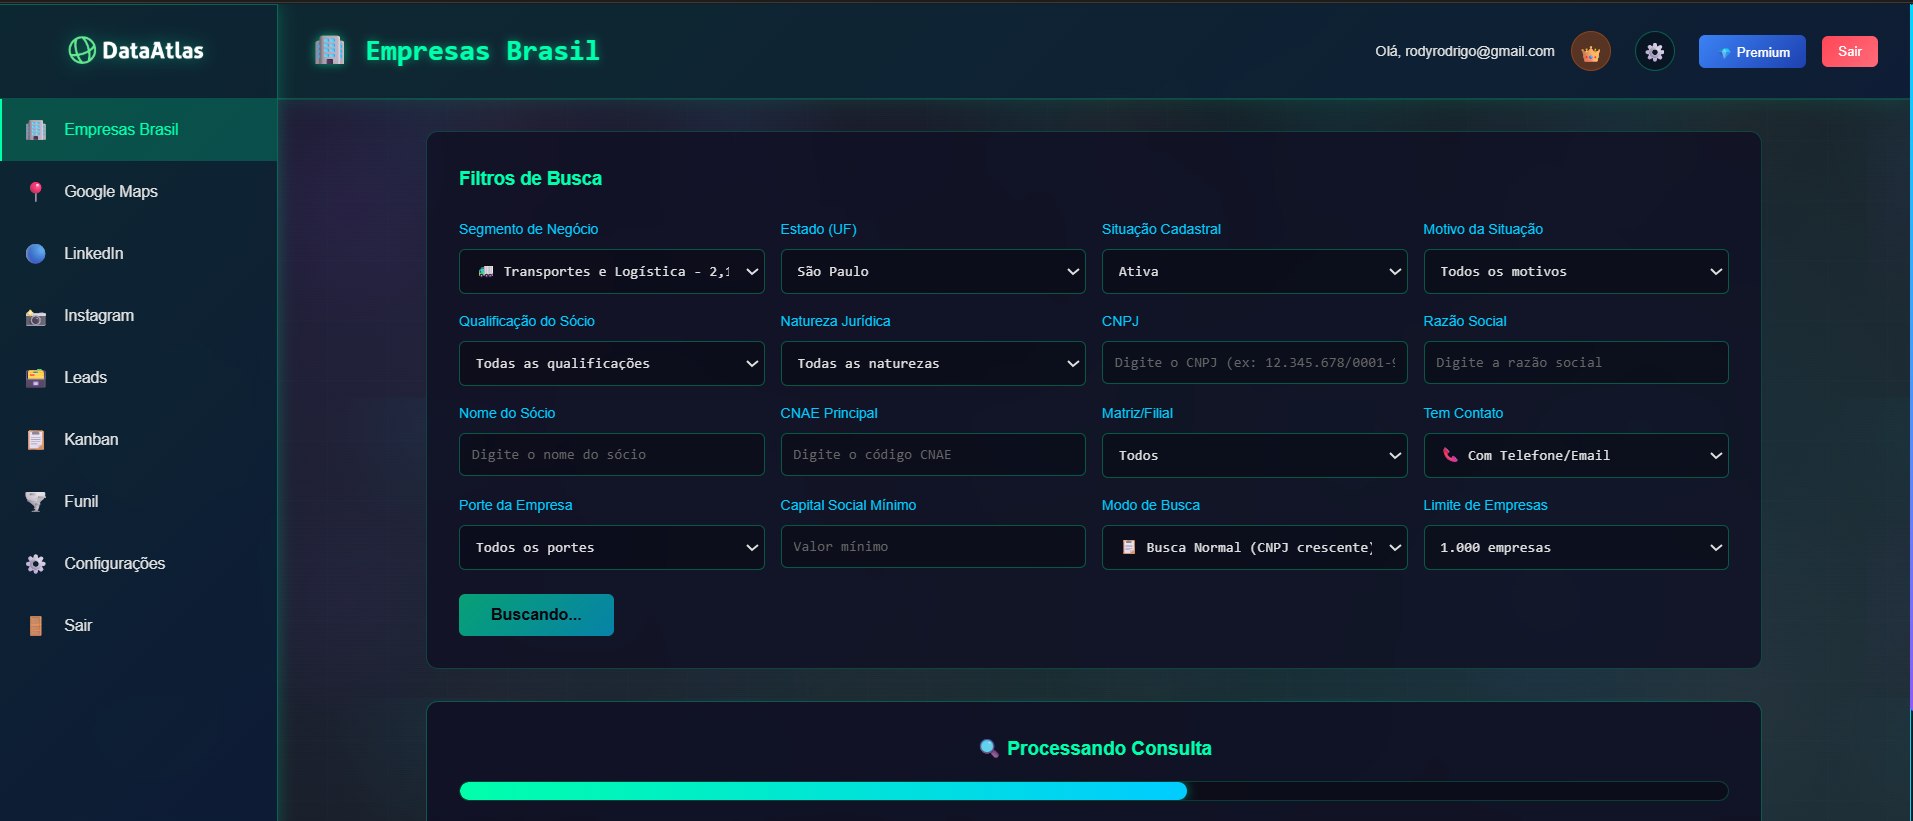 DataAtlas
Empresas Brasil
Olá, rodyrodrigo@gmail.com
Premium
Sair
Empresas Brasil
Google Maps
LinkedIn
Instagram
Leads
Kanban
Funil
Configurações
Sair
Filtros de Busca
Segmento de Negócio
Estado (UF)
Situação Cadastral
Motivo da Situação
Transportes e Logística - 2,1
São Paulo
Ativa
Todos os motivos
Qualificação do Sócio
Natureza Jurídica
CNPJ
Razão Social
Todas as qualificações
Todas as naturezas
Digite o CNPJ (ex: 12.345.678/0001-9
Digite a razão social
Nome do Sócio
CNAE Principal
Matriz/Filial
Tem Contato
Digite o nome do sócio
Digite o código CNAE
Todos
Com Telefone/Email
Porte da Empresa
Capital Social Mínimo
Modo de Busca
Limite de Empresas
Todos os portes
Valor mínimo
Busca Normal (CNPJ crescente)
1.000 empresas
Buscando...
Processando Consulta